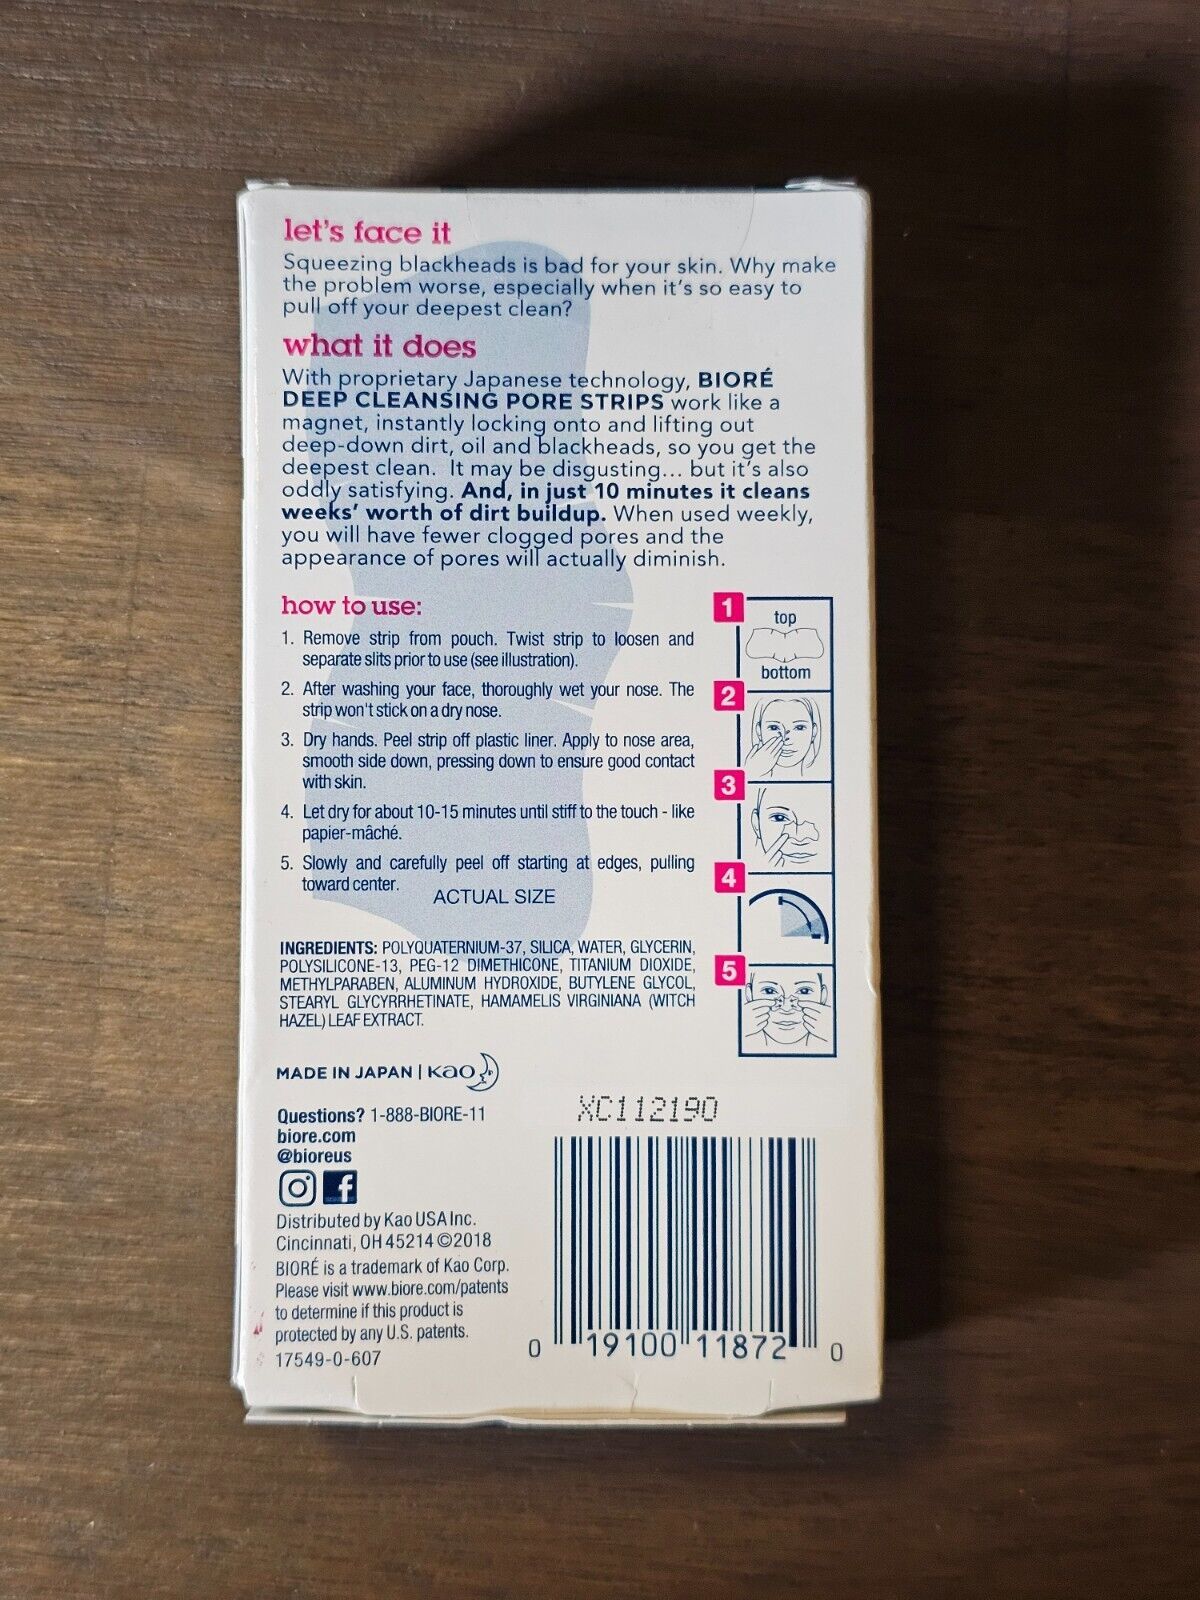 let's face it
Squeezing blackheads is bad for your skin. Why make
the problem worse, especially when it's so easy to
pull off your deepest clean?
what it does
With proprietary Japanese technology, BIORÉ
DEEP CLEANSING PORE STRIPS work like a
magnet, instantly locking onto and lifting out
deep-down dirt, oil and blackheads, so you get the
deepest clean. It may be disgusting... but it's also
oddly satisfying. And, in just 10 minutes it cleans
weeks' worth of dirt buildup. When used weekly,
you will have fewer clogged pores and the
appearance of pores will actually diminish.
how to use:
1. Remove strip from pouch. Twist strip to loosen and
separate slits prior to use (see illustration).
2. After washing your face, thoroughly wet your nose. The
strip won't stick on a dry nose.
3. Dry hands. Peel strip off plastic liner. Apply to nose area,
smooth side down, pressing down to ensure good contact
with skin.
4. Let dry for about 10-15 minutes until stiff to the touch - like
papier-mâché.
5. Slowly and carefully peel off starting at edges, pulling
toward center.
ACTUAL SIZE
1
top
bottom
2
3
4
5
INGREDIENTS: POLYQUATERNIUM-37, SILICA, WATER, GLYCERIN,
POLYSILICONE-13, PEG-12 DIMETHICONE, TITANIUM DIOXIDE,
METHYLPARABEN, ALUMINUM HYDROXIDE, BUTYLENE GLYCOL,
STEARYL GLYCYRRHETINATE, HAMAMELIS VIRGINIANA (WITCH
HAZEL) LEAF EXTRACT.
MADE IN JAPAN | Kao
Questions? 1-888-BIORE-11
biore.com
@bioreus
Distributed by Kao USA Inc.
Cincinnati, OH 45214 ©2018
BIORÉ is a trademark of Kao Corp.
Please visit www.biore.com/patents
to determine if this product is
protected by any U.S. patents.
17549-0-607
XC112190
0 19100 11872 0